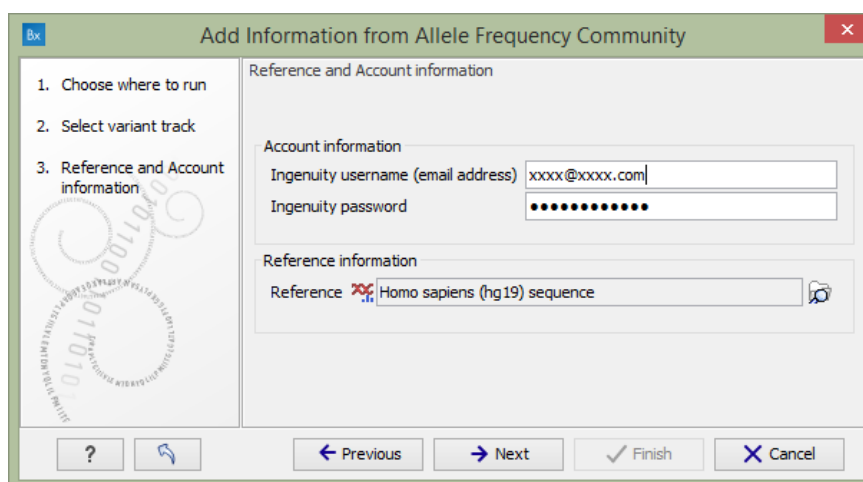 Bx
Add Information from Allele Frequency Community
1. Choose where to run
2. Select variant track
3. Reference and Account
information
Reference and Account information
Account information
Ingenuity username (email address) xxxx@xxxx.com
Ingenuity password ••••••••••••
Reference information
Reference Homo sapiens (hg19) sequence
? 
Previous
Next
Finish
Cancel